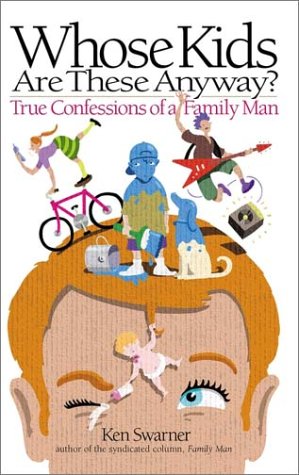 Whose Kids
Are These Anyway?
True Confessions of a Family Man
Ken Swarner
author of the syndicated column, Family Man